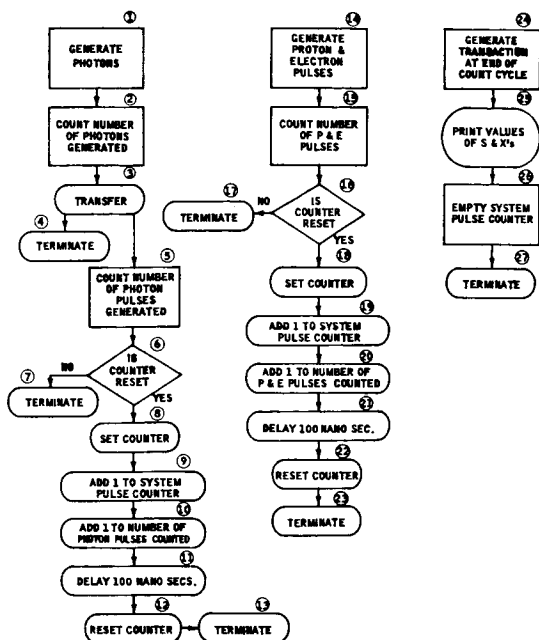 ①
GENERATE
PHOTONS
②
COUNT NUMBER
OF PHOTONS
GENERATED
③
TRANSFER
④
TERMINATE
⑤
COUNT NUMBER
OF PHOTON
PULSES
GENERATED
⑥
IS
COUNTER
RESET
NO
YES
⑦
TERMINATE
⑧
SET COUNTER
⑨
ADD 1 TO SYSTEM
PULSE COUNTER
⑩
ADD 1 TO NUMBER OF
PHOTON PULSES COUNTED
⑪
DELAY 100 NANO SECS.
⑫
RESET COUNTER
⑬
TERMINATE
⑭
GENERATE
PROTON &
ELECTRON
PULSES
⑮
COUNT NUMBER
OF P & E
PULSES
⑯
IS
COUNTER
RESET
NO
YES
⑰
TERMINATE
⑱
SET COUNTER
⑲
ADD 1 TO SYSTEM
PULSE COUNTER
⑳
ADD 1 TO NUMBER OF
P & E PULSES COUNTED
㉑
DELAY 100 NANO SEC.
㉒
RESET COUNTER
㉓
TERMINATE
㉔
GENERATE
TRANSACTION
AT END OF
COUNT CYCLE
㉕
PRINT VALUES
OF S & X's
㉖
EMPTY SYSTEM
PULSE COUNTER
㉗
TERMINATE